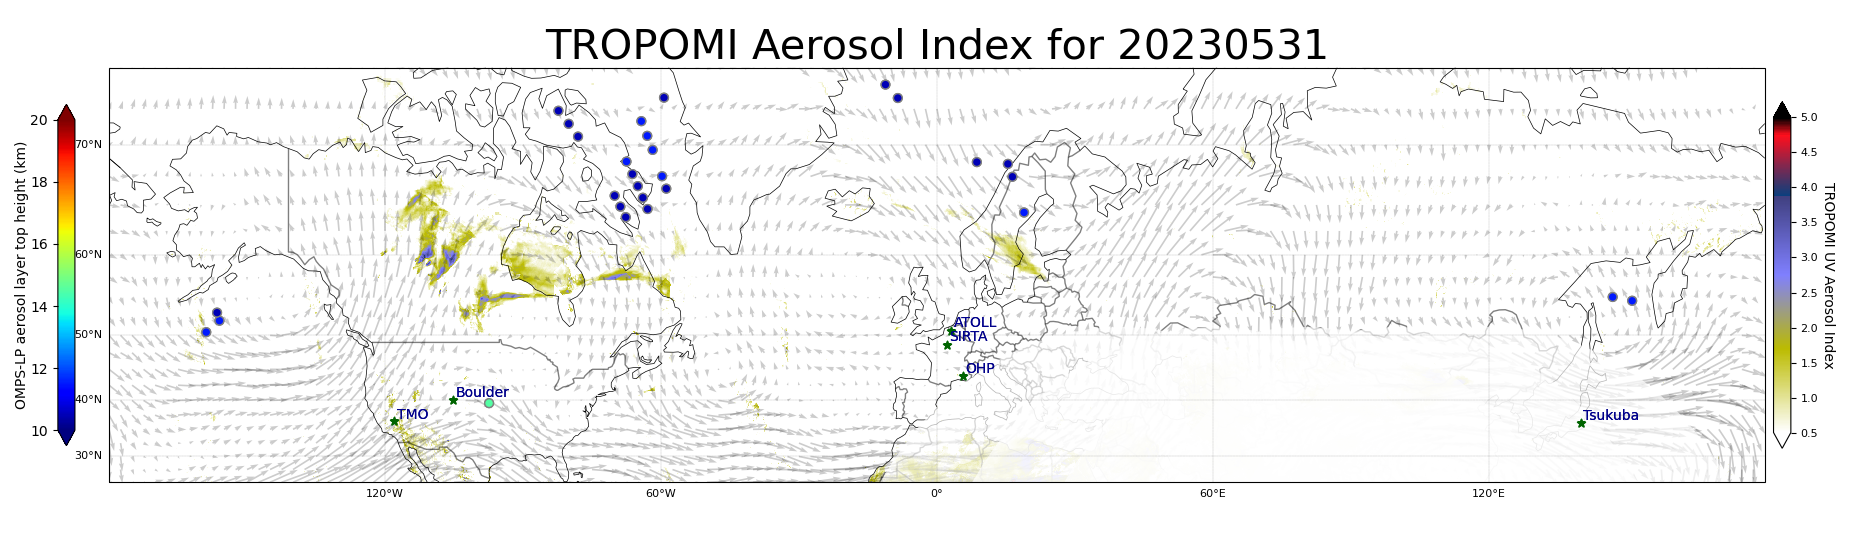 TROPOMI Aerosol Index for 20230531
OMPS-LP aerosol layer top height (km)
20
18
16
14
12
10
70°N
60°N
50°N
40°N
30°N
ATOLL
SIRTA
OHP
Boulder
TMO
Tsukuba
120°W
60°W
0°
60°E
120°E
5.0
4.5
4.0
3.5
3.0
2.5
2.0
1.5
1.0
0.5
TROPOMI UV Aerosol Index